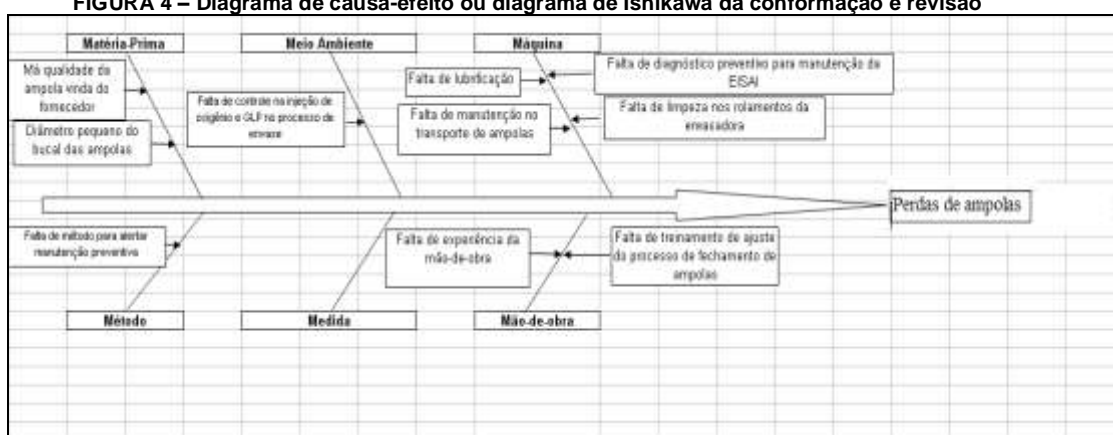 FIGURA 4 – Diagrama de causa-efeito ou diagrama de Ishikawa da conformação e revisão
Matéria-Prima
Meio Ambiente
Máquina
Má qualidade da
ampola vinda do
fornecedor
Diâmetro pequeno do
bucal das ampolas
Falta de controle na injeção de
oxigênio e GLP no processo de
envase
Falta de lubrificação
Falta de manutenção no
transporte de ampolas
Falta de diagnóstico preventivo para manutenção da
EISAI
Falta de limpeza nos rolamentos da
envasadora
Perdas de ampolas
Falta de método para alertar
manutenção preventiva
Falta de experiência da
mão-de-obra
Falta de treinamento de ajuste
do processo de fechamento de
ampolas
Método
Medida
Mão-de-obra